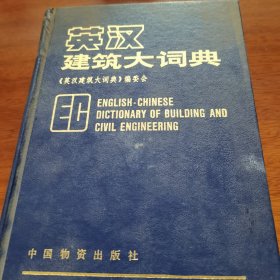 英汉
建筑大词典
《英汉建筑大词典》编委会
EC
ENGLISH-CHINESE
DICTIONARY OF BUILDING AND
CIVIL ENGINEERING
中国物资出版社